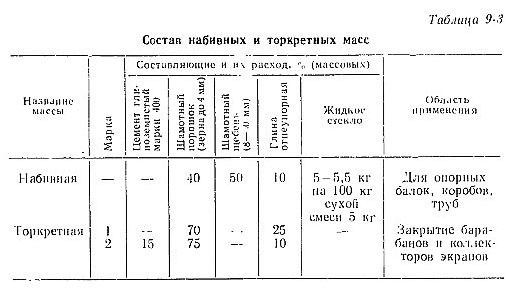 Таблица 9-3
Состав набивных и торкретных масс
Название массы
Марка
Составляющие и их расход, % (массовых)
Цемент глиноземистый марки 400
Шамотный порошок (зерна до 4 мм)
Шамотный щебень мм)
Глина огнеупорная
Жидкое стекло
Область применения
Набивная — — 40 50 10 5—5,5 кг на 100 кг сухой смеси 5 кг Для опорных балок, коробов, труб
Торкретная 1 — 70 25 — Закрытие барабанов и коллекторов экранов
2 15 75 — 10